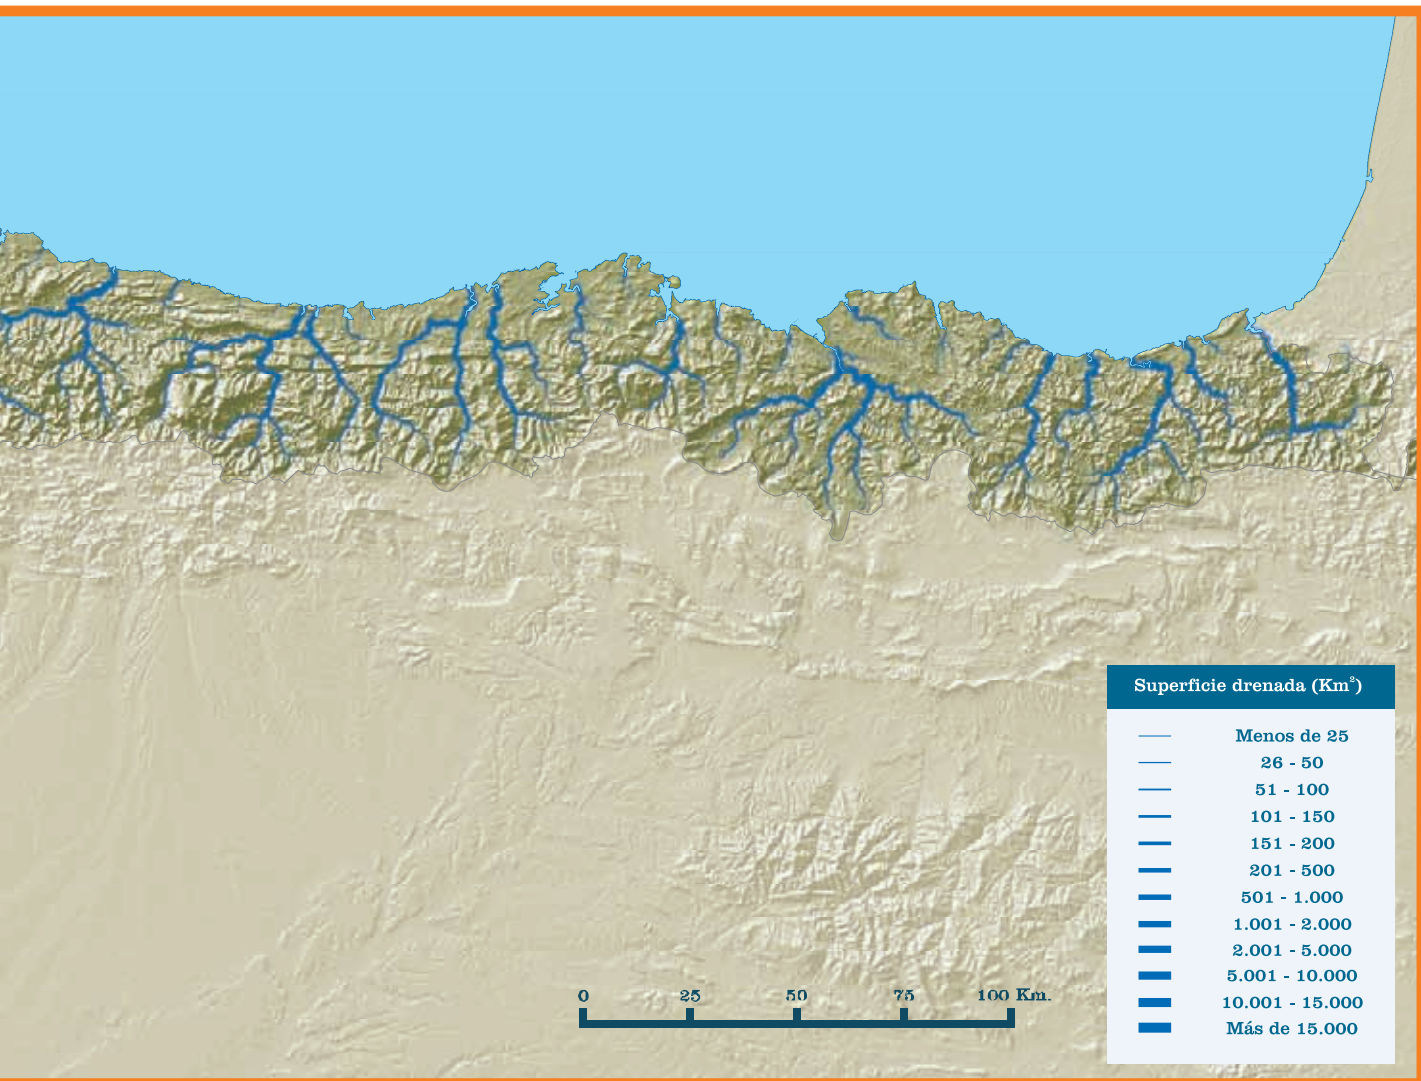 Superficie drenada (Km²)
Menos de 25
26 - 50
51 - 100
101 - 150
151 - 200
201 - 500
501 - 1.000
1.001 - 2.000
2.001 - 5.000
5.001 - 10.000
10.001 - 15.000
Más de 15.000
0 25 50 75 100 Km.